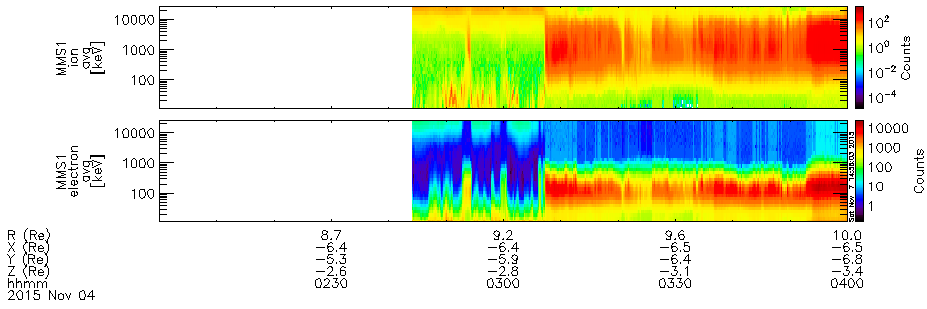 MMS1
ion
avg
[keV]
10000
1000
100
10²
10⁰
10⁻²
10⁻⁴
Counts
MMS1
electron
avg
[keV]
10000
1000
100
10000
1000
100
10
1
Counts
R (Re) 8.7 9.2 9.6 10.0
X (Re) −6.4 −6.4 −6.5 −6.5
Y (Re) −5.3 −5.9 −6.4 −6.8
Z (Re) −2.6 −2.8 −3.1 −3.4
hhmm 0230 0300 0330 0400
2015 Nov 04